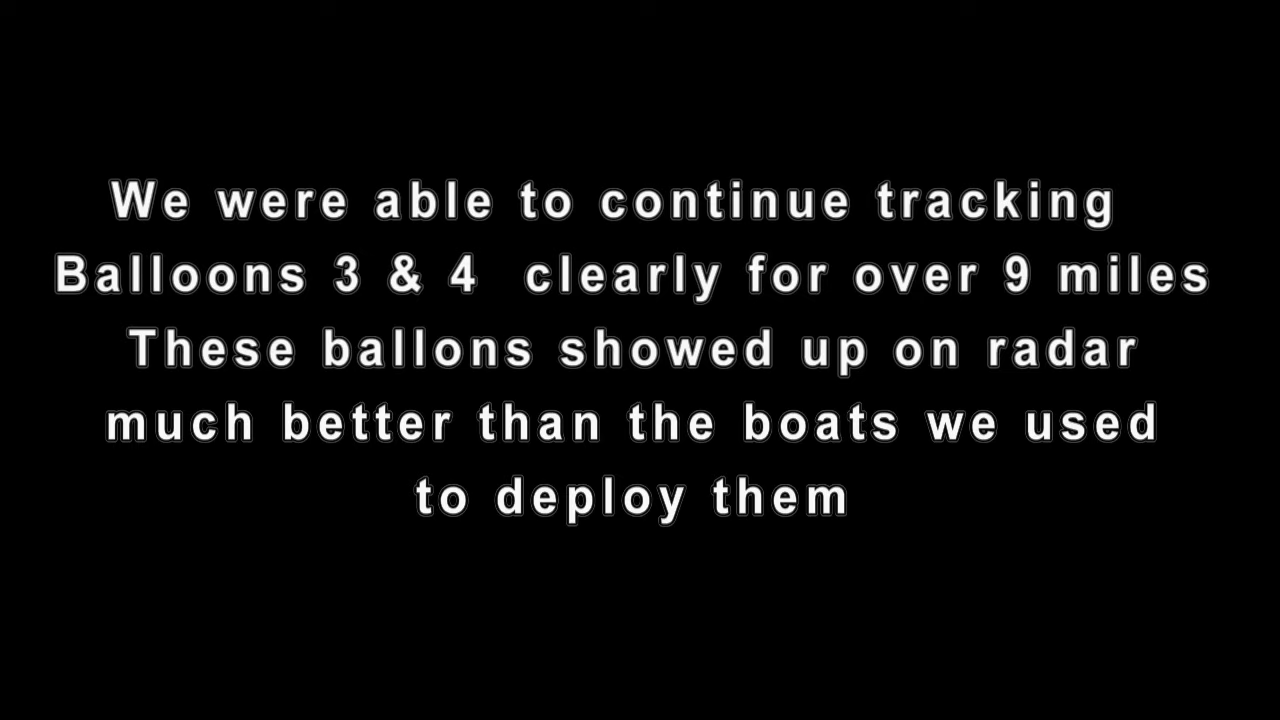 We were able to continue tracking
Balloons 3 & 4  clearly for over 9 miles
These ballons showed up on radar
much better than the boats we used
to deploy them